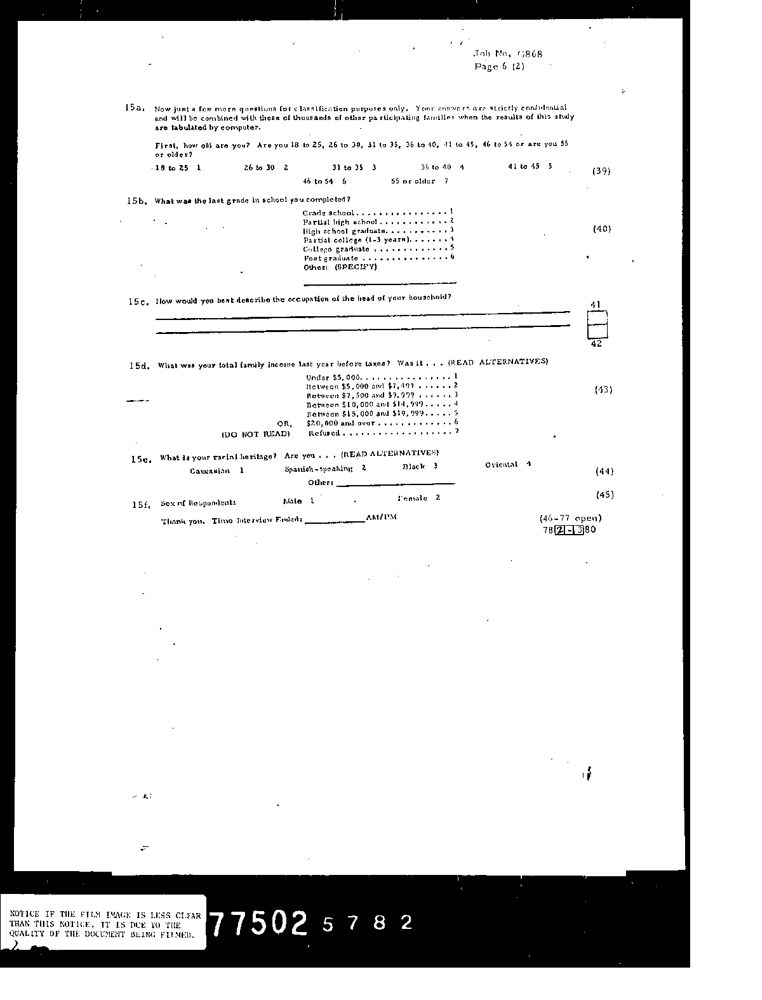 Job No. 
Page 6 (2)
15a. Now just a few more questions for classification purposes only. Your answers are strictly confidential
and will be combined with those of thousands of other participating families when the results of this study
are tabulated by computer.
First, how old are you? Are you 18 to 25, 26 to 30, 31 to 35, 36 to 40, 41 to 45, 46 to 54 or are you 55
or older?
18 to 25 1 26 to 30 2 31 to 35 3 36 to 40 4 41 to 45 5 (39)
46 to 54 6 55 or older 7
15b. What was the last grade in school you completed?
Grade school................1
Partial high school............2
High school graduate...........3 (40)
Partial college (1-3 years).......4
College graduate .............5
Post graduate ...............6
Other: (SPECIFY)
15c. How would you best describe the occupation of the head of your household?
41
42
15d. What was your total family income last year before taxes? Was it . . . (READ ALTERNATIVES)
Under $5,000................1
Between $5,000 and $7,499 ......2
Between $7,500 and $9,999 ......3 (43)
Between $10,000 and $14,999.....4
Between $15,000 and $19,999.....5
OR, $20,000 and over .............6
(DO NOT READ) Refused...................7
15e. What is your racial heritage? Are you . . . (READ ALTERNATIVES)
Caucasian 1 Spanish-speaking 2 Black 3 Oriental 4 (44)
Other:
15f. Sex of Respondent: Male 1 Female 2 (45)
Thank you. Time Interview Ended: AM/PM
(46-77 open)
78 2 - 3 80
NOTICE IF THE FILM IMAGE IS LESS CLEAR
THAN THIS NOTICE, IT IS DUE TO THE
QUALITY OF THE DOCUMENT BEING FILMED.
77502 5782